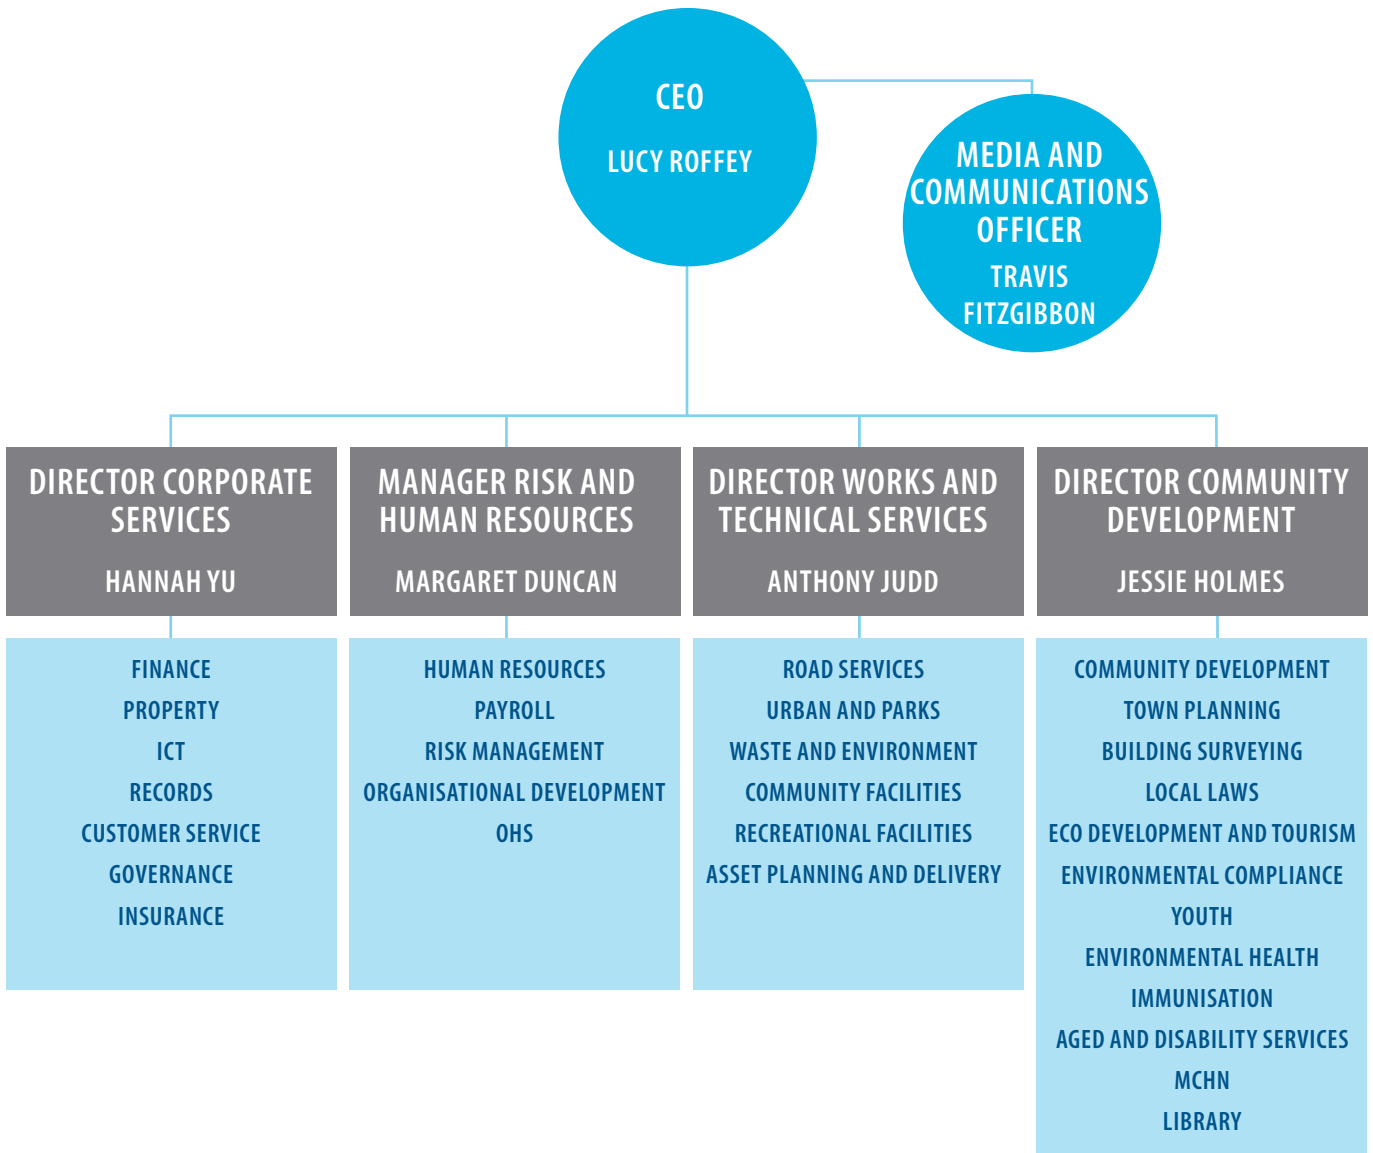 CEO
LUCY ROFFEY
MEDIA AND
COMMUNICATIONS
OFFICER
TRAVIS
FITZGIBBON
DIRECTOR CORPORATE
SERVICES
HANNAH YU
FINANCE
PROPERTY
ICT
RECORDS
CUSTOMER SERVICE
GOVERNANCE
INSURANCE
MANAGER RISK AND
HUMAN RESOURCES
MARGARET DUNCAN
HUMAN RESOURCES
PAYROLL
RISK MANAGEMENT
ORGANISATIONAL DEVELOPMENT
OHS
DIRECTOR WORKS AND
TECHNICAL SERVICES
ANTHONY JUDD
ROAD SERVICES
URBAN AND PARKS
WASTE AND ENVIRONMENT
COMMUNITY FACILITIES
RECREATIONAL FACILITIES
ASSET PLANNING AND DELIVERY
DIRECTOR COMMUNITY
DEVELOPMENT
JESSIE HOLMES
COMMUNITY DEVELOPMENT
TOWN PLANNING
BUILDING SURVEYING
LOCAL LAWS
ECO DEVELOPMENT AND TOURISM
ENVIRONMENTAL COMPLIANCE
YOUTH
ENVIRONMENTAL HEALTH
IMMUNISATION
AGED AND DISABILITY SERVICES
MCHN
LIBRARY